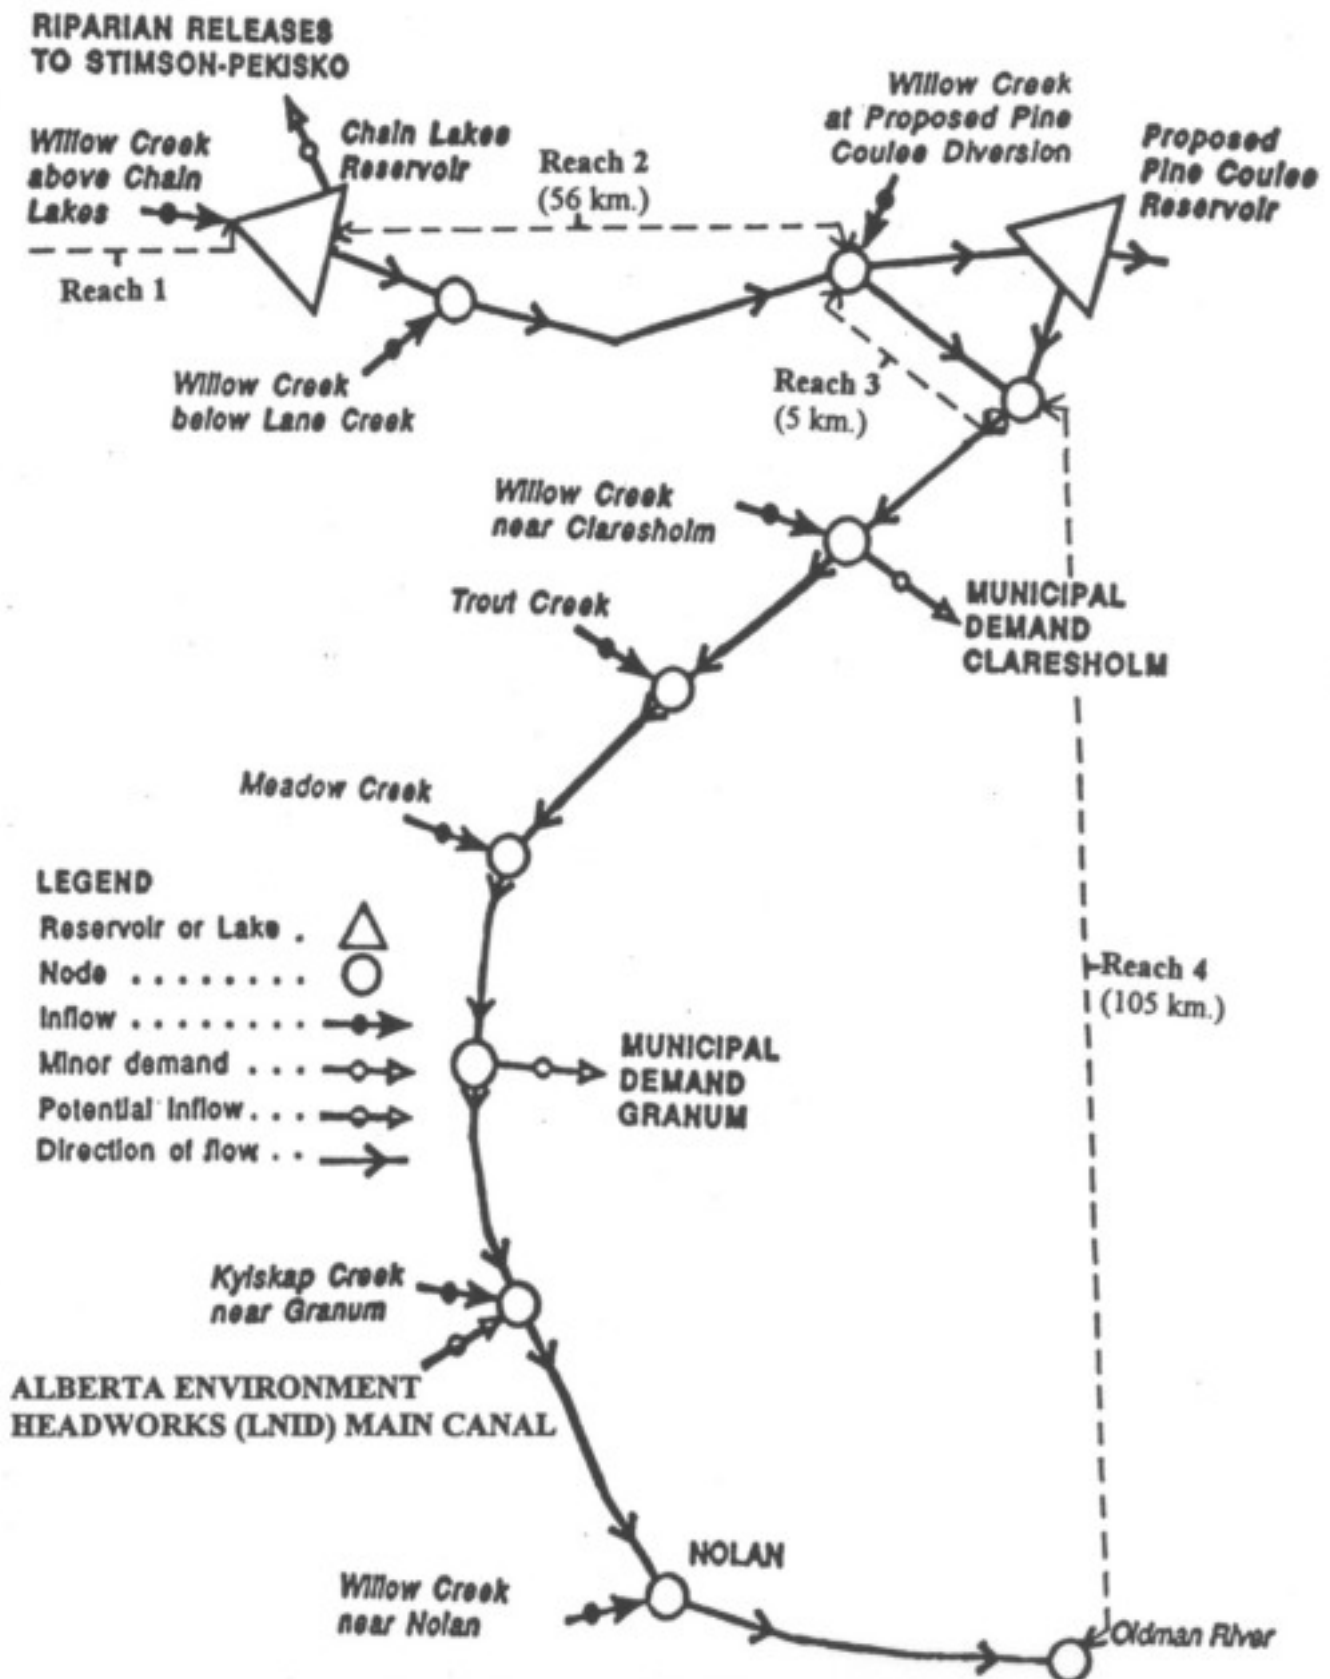 RIPARIAN RELEASES
TO STIMSON-PEKISKO
Willow Creek
above Chain
Lakes
Chain Lakes
Reservoir
Reach 1
Reach 2
(56 km.)
Willow Creek
at Proposed Pine
Coulee Diversion
Proposed
Pine Coulee
Reservoir
Willow Creek
below Lane Creek
Reach 3
(5 km.)
Willow Creek
near Claresholm
MUNICIPAL
DEMAND
CLARESHOLM
Trout Creek
Meadow Creek
LEGEND
Reservoir or Lake .
Node . . . . . . . .
Inflow . . . . . . . .
Minor demand . . .
Potential Inflow . . .
Direction of flow . .
Reach 4
(105 km.)
MUNICIPAL
DEMAND
GRANUM
Kyiskap Creek
near Granum
ALBERTA ENVIRONMENT
HEADWORKS (LNID) MAIN CANAL
NOLAN
Willow Creek
near Nolan
Oldman River